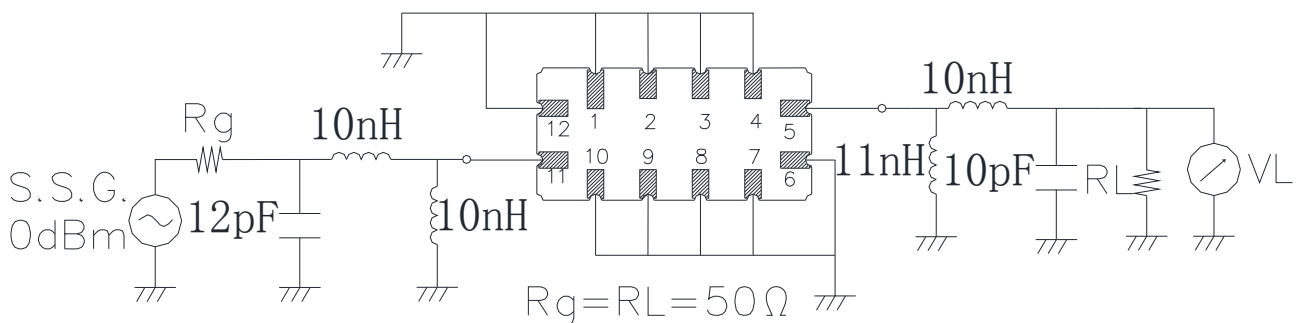 10nH
Rg
10nH
12 1 2 3 4 5
11 10 9 8 7 6
11nH 10pF RL VL
S.S.G.
0dBm 12pF 10nH
Rg=RL=50Ω